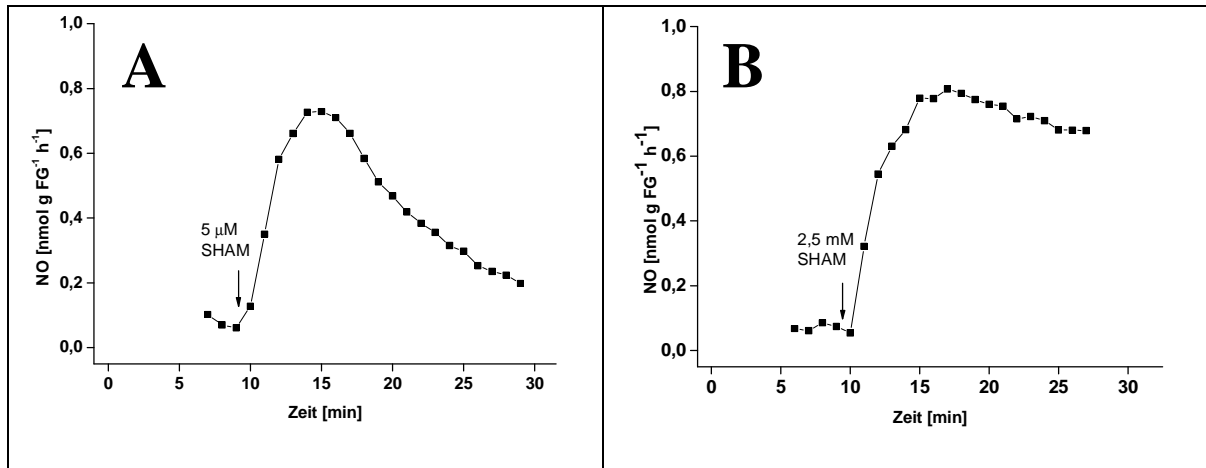 A
1,0
0,8
0,6
0,4
0,2
0,0
NO [nmol g FG⁻¹ h⁻¹]
5 µM
SHAM
0 5 10 15 20 25 30
Zeit [min]
B
1,0
0,8
0,6
0,4
0,2
0,0
NO [nmol g FG⁻¹ h⁻¹]
2,5 mM
SHAM
0 5 10 15 20 25 30
Zeit [min]